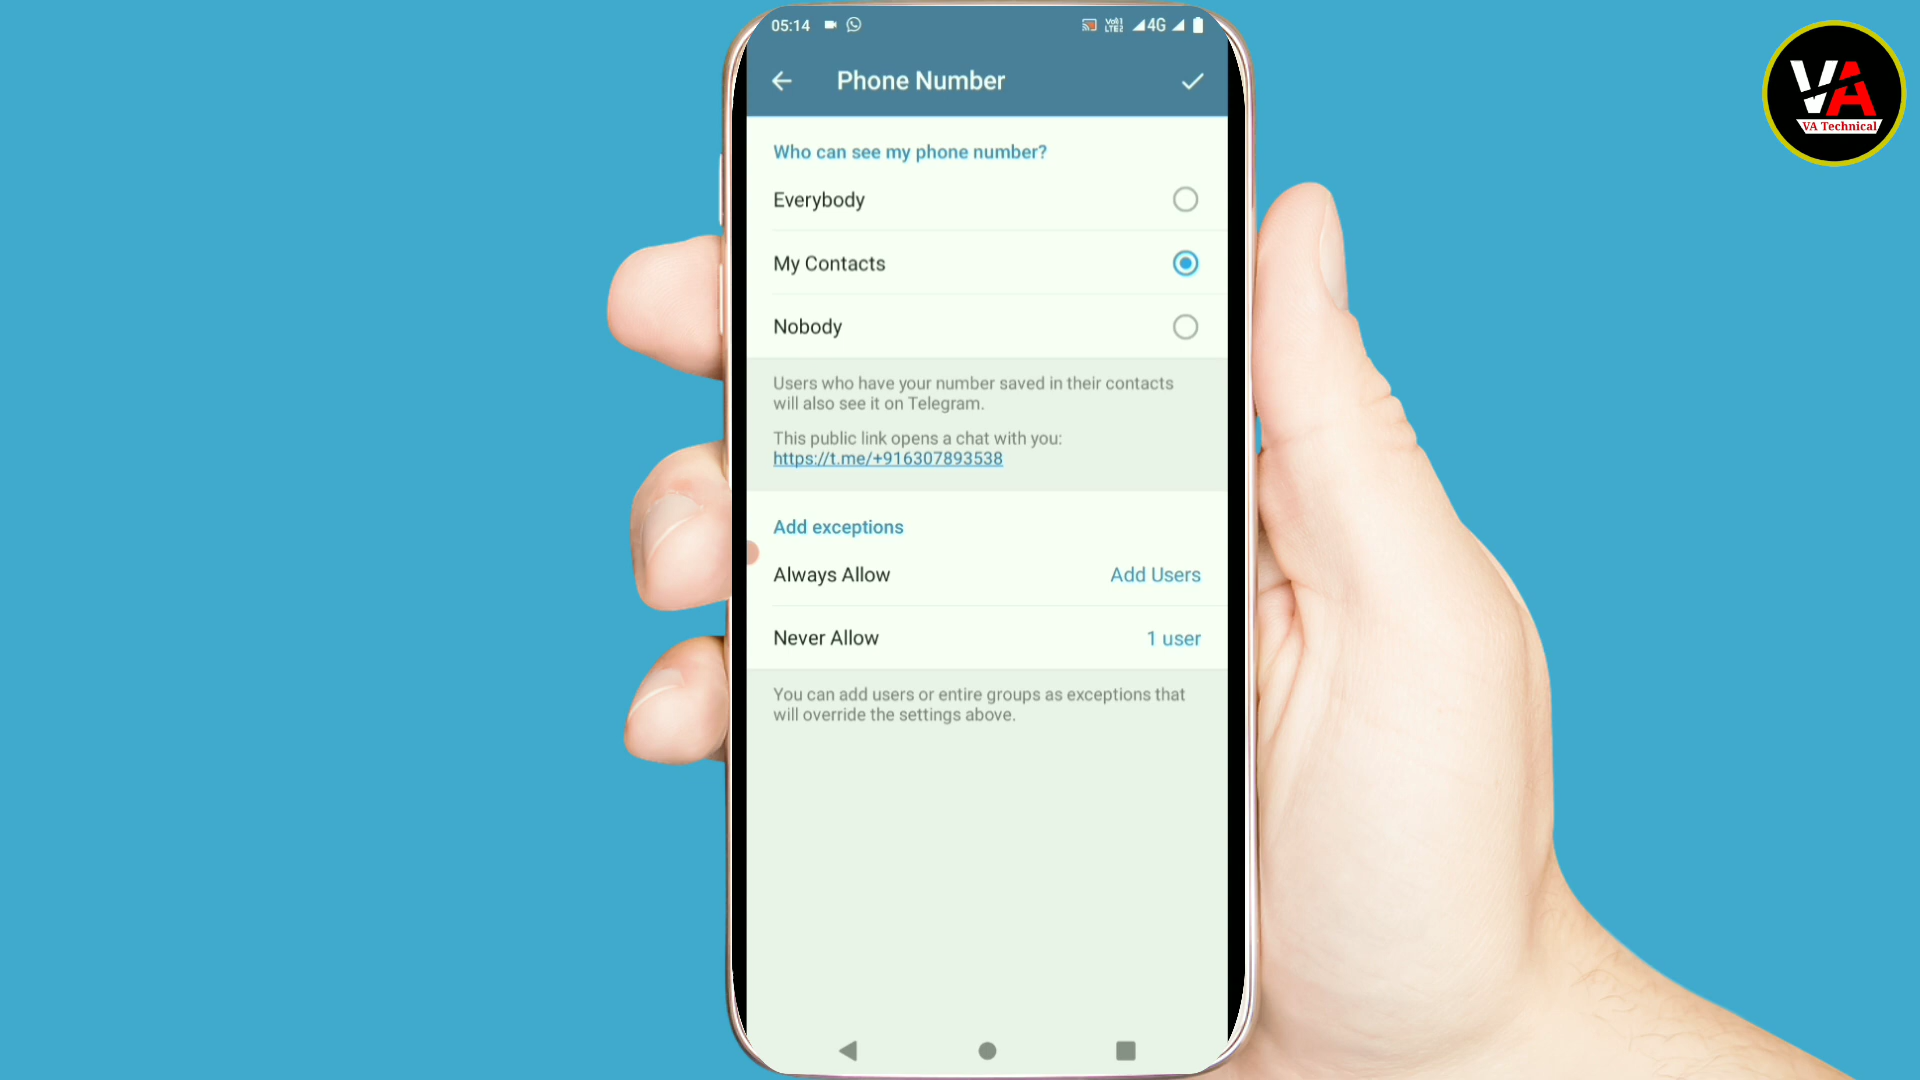 05:14
Vo)) 1
LTE2
4G
Phone Number
VA
VA Technical
Who can see my phone number?
Everybody
My Contacts
Nobody
Users who have your number saved in their contacts
will also see it on Telegram.
This public link opens a chat with you:
https://t.me/+916307893538
Add exceptions
Always Allow
Add Users
Never Allow
1 user
You can add users or entire groups as exceptions that
will override the settings above.